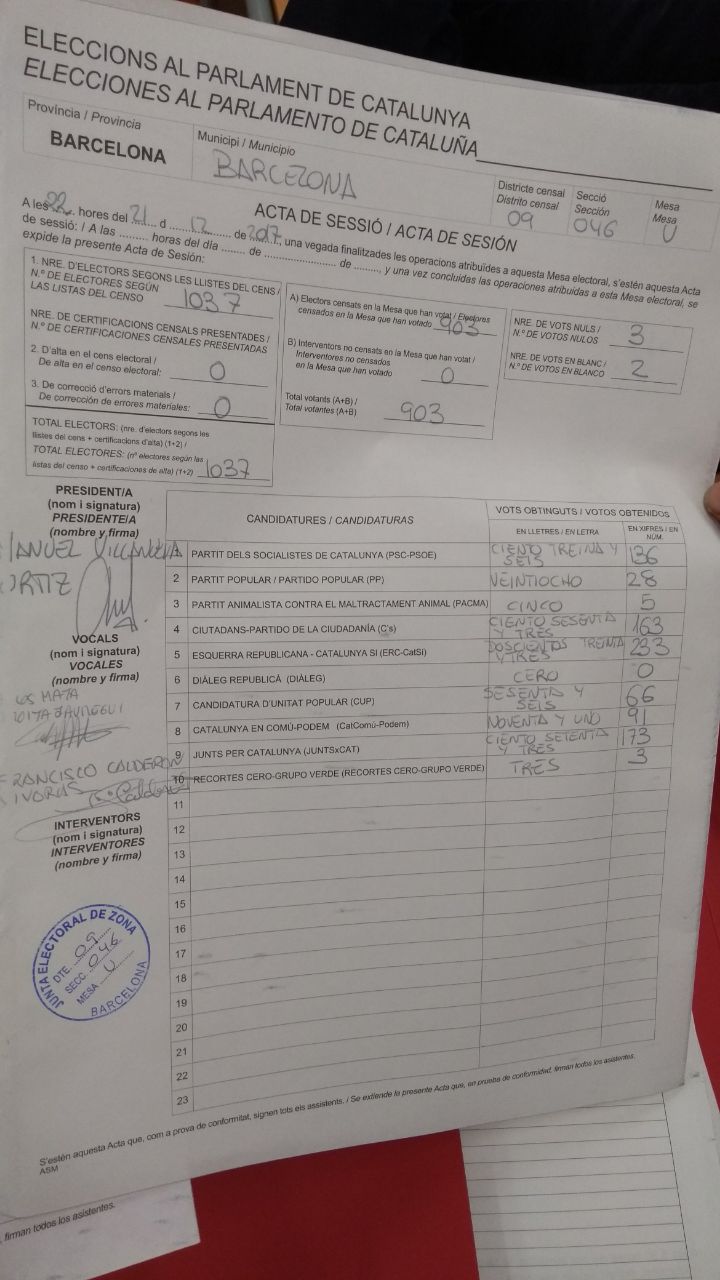 ELECCIONS AL PARLAMENT DE CATALUNYA
ELECCIONES AL PARLAMENTO DE CATALUÑA
Província / Provincia
BARCELONA
Municipi / Municipio
BARCELONA
Districte censal
Distrito censal
09
Secció
Sección
046
Mesa
Mesa
U
ACTA DE SESSIÓ / ACTA DE SESIÓN
A les 22 hores del 21 d 12 de 2017, una vegada finalitzades les operacions atribuïdes a aquesta Mesa electoral, s'estén aquesta Acta
de sessió: / A las ......... horas del día ....... de ...................... de ........, y una vez concluidas las operaciones atribuidas a esta Mesa electoral, se
expide la presente Acta de Sesión:
1. NRE. D'ELECTORS SEGONS LES LLISTES DEL CENS /
N.º DE ELECTORES SEGÚN
LAS LISTAS DEL CENSO
1037
NRE. DE CERTIFICACIONS CENSALS PRESENTADES /
N.º DE CERTIFICACIONES CENSALES PRESENTADAS
2. D'alta en el cens electoral /
De alta en el censo electoral: 0
3. De correcció d'errors materials /
De corrección de errores materiales: 0
TOTAL ELECTORS: (nre. d'electors segons les
llistes del cens + certificacions d'alta) (1+2) /
TOTAL ELECTORES: (nº electores según las
listas del censo + certificaciones de alta) (1+2) 1037
A) Electors censats en la Mesa que han votat / Electores
censados en la Mesa que han votado 903
B) Interventors no censats en la Mesa que han votat /
Interventores no censados
en la Mesa que han votado 0
Total votants (A+B) /
Total votantes (A+B) 903
NRE. DE VOTS NULS /
N.º DE VOTOS NULOS 3
NRE. DE VOTS EN BLANC /
N.º DE VOTOS EN BLANCO 2
PRESIDENT/A
(nom i signatura)
PRESIDENTE/A
(nombre y firma)
MANUEL VILLANUEVA
ORTIZ
VOCALS
(nom i signatura)
VOCALES
(nombre y firma)
MATA
JAUREGUI
FRANCISCO CALDERON
INTERVENTORS
(nom i signatura)
INTERVENTORES
(nombre y firma)
CANDIDATURES / CANDIDATURAS
VOTS OBTINGUTS / VOTOS OBTENIDOS
EN LLETRES / EN LETRA
EN XIFRES / EN NÚM.
1 PARTIT DELS SOCIALISTES DE CATALUNYA (PSC-PSOE) CIENTO TREINA Y SEIS 136
2 PARTIT POPULAR / PARTIDO POPULAR (PP) VEINTIOCHO 28
3 PARTIT ANIMALISTA CONTRA EL MALTRACTAMENT ANIMAL (PACMA) CINCO 5
4 CIUTADANS-PARTIDO DE LA CIUDADANÍA (C's) CIENTO SESENTA Y TRES 163
5 ESQUERRA REPUBLICANA - CATALUNYA SI (ERC-CatSí) DOSCIENTOS TREINTA Y TRES 233
6 DIÀLEG REPUBLICÀ (DIÀLEG) CERO 0
7 CANDIDATURA D'UNITAT POPULAR (CUP) SESENTA Y SEIS 66
8 CATALUNYA EN COMÚ-PODEM (CatComú-Podem) NOVENTA Y UNO 91
9 JUNTS PER CATALUNYA (JUNTSxCAT) CIENTO SETENTA Y TRES 173
10 RECORTES CERO-GRUPO VERDE (RECORTES CERO-GRUPO VERDE) TRES 3
11
12
13
14
15
16
17
18
19
20
21
22
23
JUNTA ELECTORAL DE ZONA
DTE. 09
SECC. 046
MESA U
BARCELONA
S'estén aquesta Acta que, com a prova de conformitat, signen tots els assistents. / Se extiende la presente Acta que, en prueba de conformidad, firman todos los asistentes.
ASM
firman todos los asistentes.